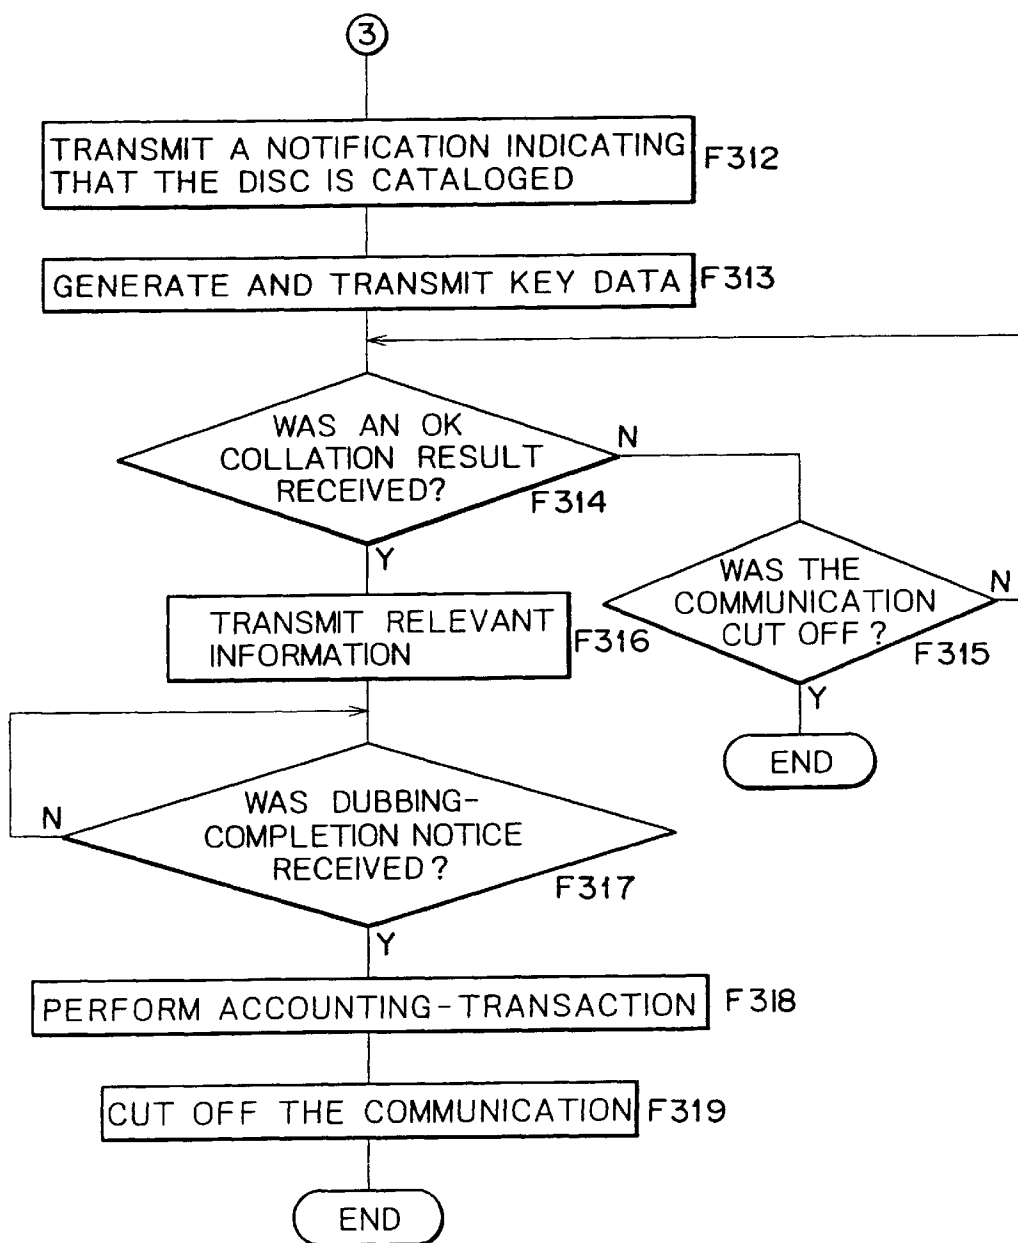 3
TRANSMIT A NOTIFICATION INDICATING
THAT THE DISC IS CATALOGED
F312
GENERATE AND TRANSMIT KEY DATA
F313
WAS AN OK
COLLATION RESULT
RECEIVED?
F314
N
Y
WAS THE
COMMUNICATION
CUT OFF?
F315
N
Y
END
TRANSMIT RELEVANT
INFORMATION
F316
WAS DUBBING-
COMPLETION NOTICE
RECEIVED?
F317
N
Y
PERFORM ACCOUNTING-TRANSACTION
F318
CUT OFF THE COMMUNICATION
F319
END